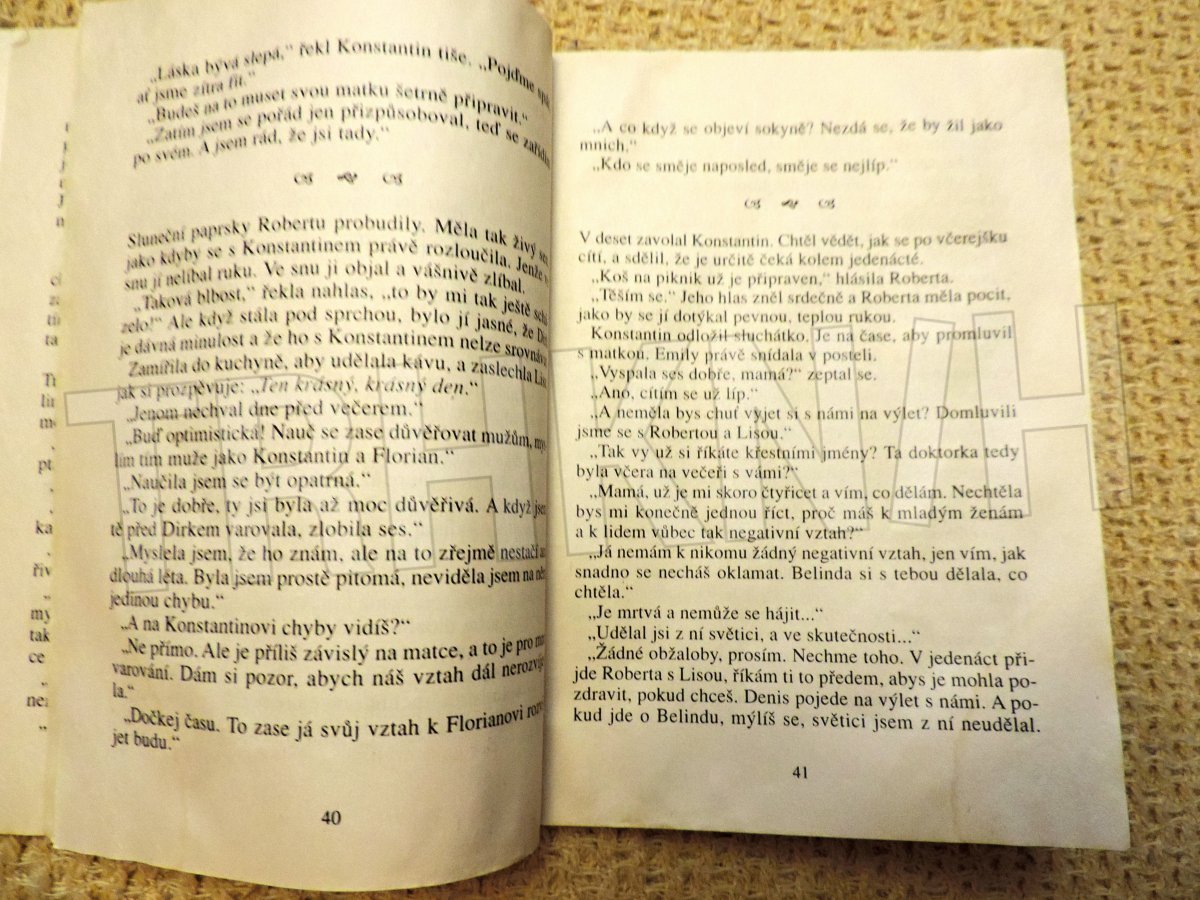 „Láska bývá slepá,“ řekl Konstantin tiše. „Pojďme spát,
ať jsme zítra fit.“
„Budeš na to muset svou matku šetrně připravit.“
„Zatím jsem se pořád jen přizpůsoboval, teď se
po svém. A jsem rád, že jsi tady.“
Sluneční paprsky Robertu probudily. Měla tak živý
jako kdyby se s Konstantinem právě rozloučila. Jenže
snu jí nelíbal ruku. Ve snu ji objal a vášnivě zlíbal.
„Taková blbost,“ řekla nahlas, „to by mi tak ještě
zelo!“ Ale když stála pod sprchou, bylo jí jasné, že
je dávná minulost a že ho s Konstantinem nelze
Zamířila do kuchyně, aby udělala kávu, a zaslechla
jak si prozpěvuje: „Ten krásný, krásný den.“
„Jenom nechval dne před večerem.“
„Buď optimistická! Nauč se zase důvěřovat mužům,
lím tím muže jako Konstantin a Florian.“
„Naučila jsem se být opatrná.“
„To je dobře, ty jsi byla až moc důvěřivá. A když
tě před Dirkem varovala, zlobila ses.“
„Myslela jsem, že ho znám, ale na to zřejmě nestačí
dlouhá léta. Byla jsem prostě pitomá, neviděla jsem na
jedinou chybu.“
„A na Konstantinovi chyby vidíš?“
„Ne přímo. Ale je příliš závislý na matce, a to je pro
varování. Dám si pozor, abych náš vztah dál
la.“
„Dočkej času. To zase já svůj vztah k Florianovi
jet budu.“
40
„A co když se objeví sokyně? Nezdá se, že by žil jako
mnich.“
„Kdo se směje naposled, směje se nejlíp.“
V deset zavolal Konstantin. Chtěl vědět, jak se po včerejšku
cítí, a sdělil, že je určitě čeká kolem jedenácté.
„Koš na piknik už je připraven,“ hlásila Roberta.
„Těším se.“ Jeho hlas zněl srdečně a Roberta měla pocit,
jako by se jí dotýkal pevnou, teplou rukou.
Konstantin odložil sluchátko. Je na čase, aby promluvil
s matkou. Emily právě snídala v posteli.
„Vyspala ses dobře, mamá?“ zeptal se.
„Ano, cítím se už líp.“
„A neměla bys chuť vyjet si s námi na výlet? Domluvili
jsme se s Robertou a Lisou.“
„Tak vy už si říkáte křestními jmény? Ta doktorka tedy
byla včera na večeři s vámi?“
„Mamá, už je mi skoro čtyřicet a vím, co dělám. Nechtěla
bys mi konečně jednou říct, proč máš k mladým ženám
a k lidem vůbec tak negativní vztah?“
„Já nemám k nikomu žádný negativní vztah, jen vím, jak
snadno se necháš oklamat. Belinda si s tebou dělala, co
chtěla.“
„Je mrtvá a nemůže se hájit...“
„Udělal jsi z ní světici, a ve skutečnosti...“
„Žádné obžaloby, prosím. Nechme toho. V jedenáct při-
jde Roberta s Lisou, říkám ti to předem, abys je mohla po-
zdravit, pokud chceš. Denis pojede na výlet s námi. A po-
kud jde o Belindu, mýlíš se, světici jsem z ní neudělal.
41